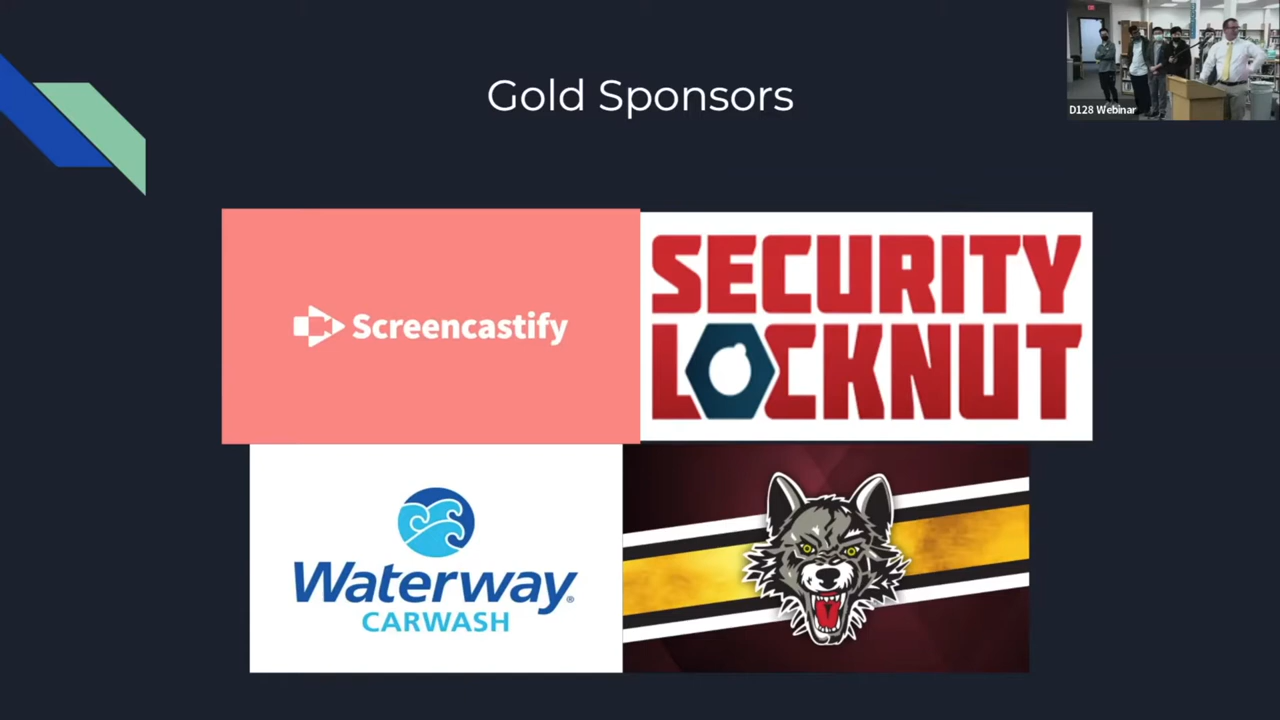 Gold Sponsors
D128 Webinar
Screencastify
SECURITY
LOCKNUT
Waterway®
CARWASH